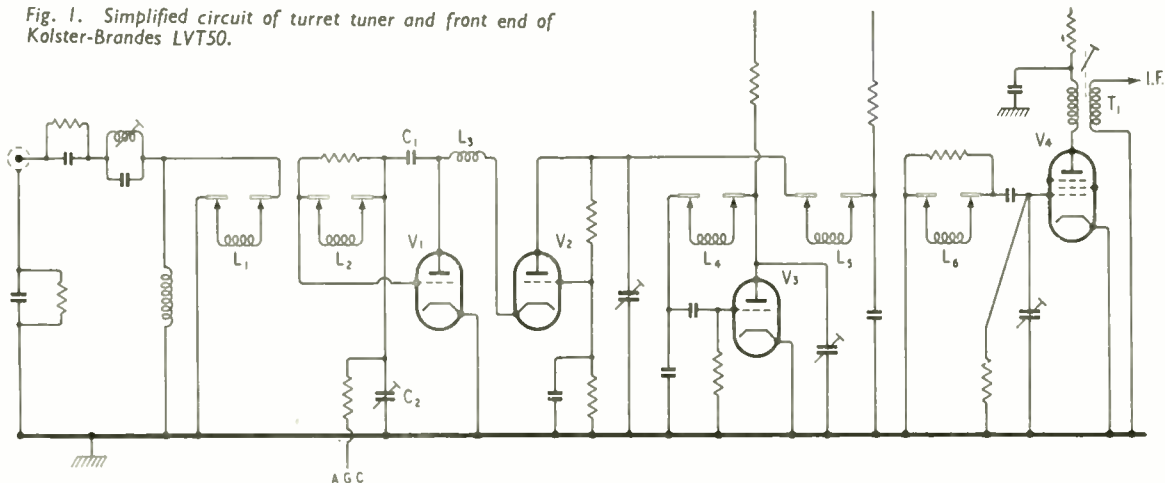 Fig. 1. Simplified circuit of turret tuner and front end of
Kolster-Brandes LVT50.
I.F.
T1
V4
C1
L3
V1
V2
L1
L2
L4
L5
L6
V3
C2
AGC